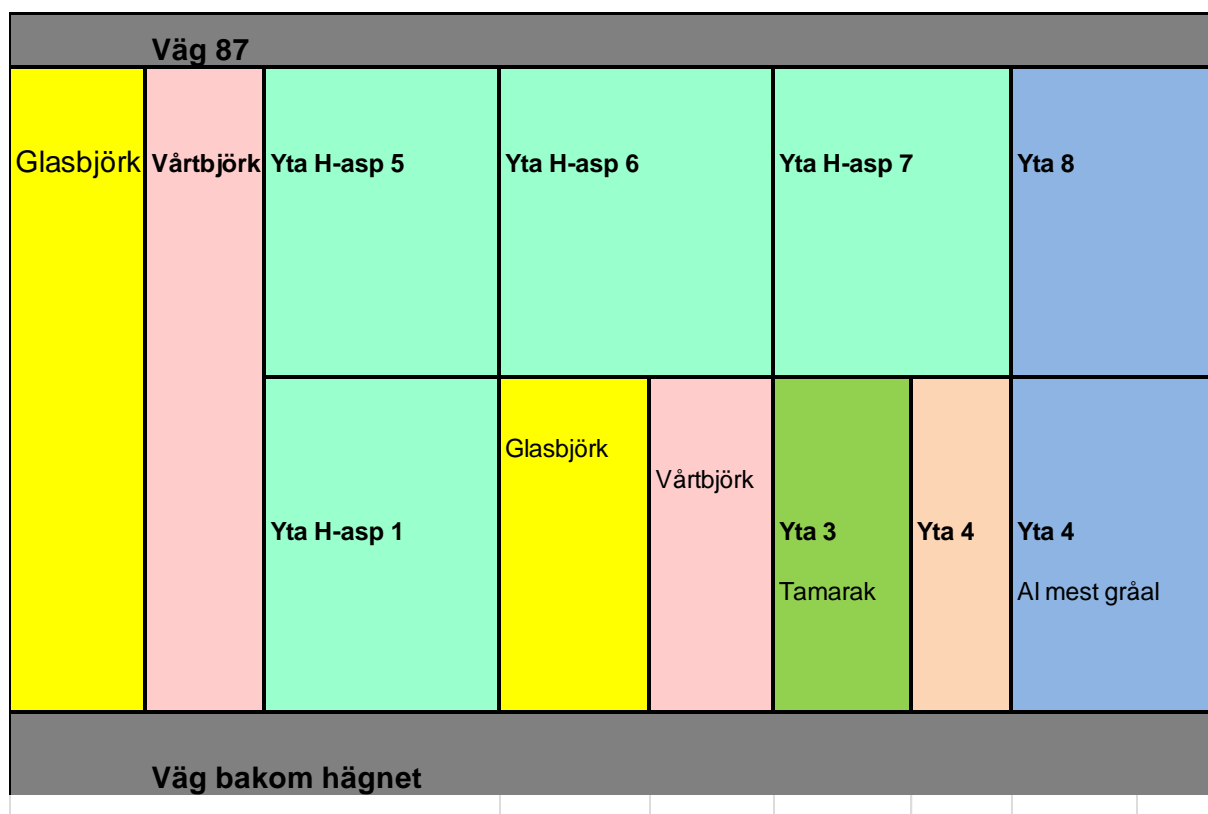 Väg 87
Glasbjörk
Vårtbjörk
Yta H-asp 5
Yta H-asp 6
Yta H-asp 7
Yta 8
Glasbjörk
Vårtbjörk
Yta H-asp 1
Yta 3
Yta 4
Yta 4
Tamarak
Al mest gråal
Väg bakom hägnet